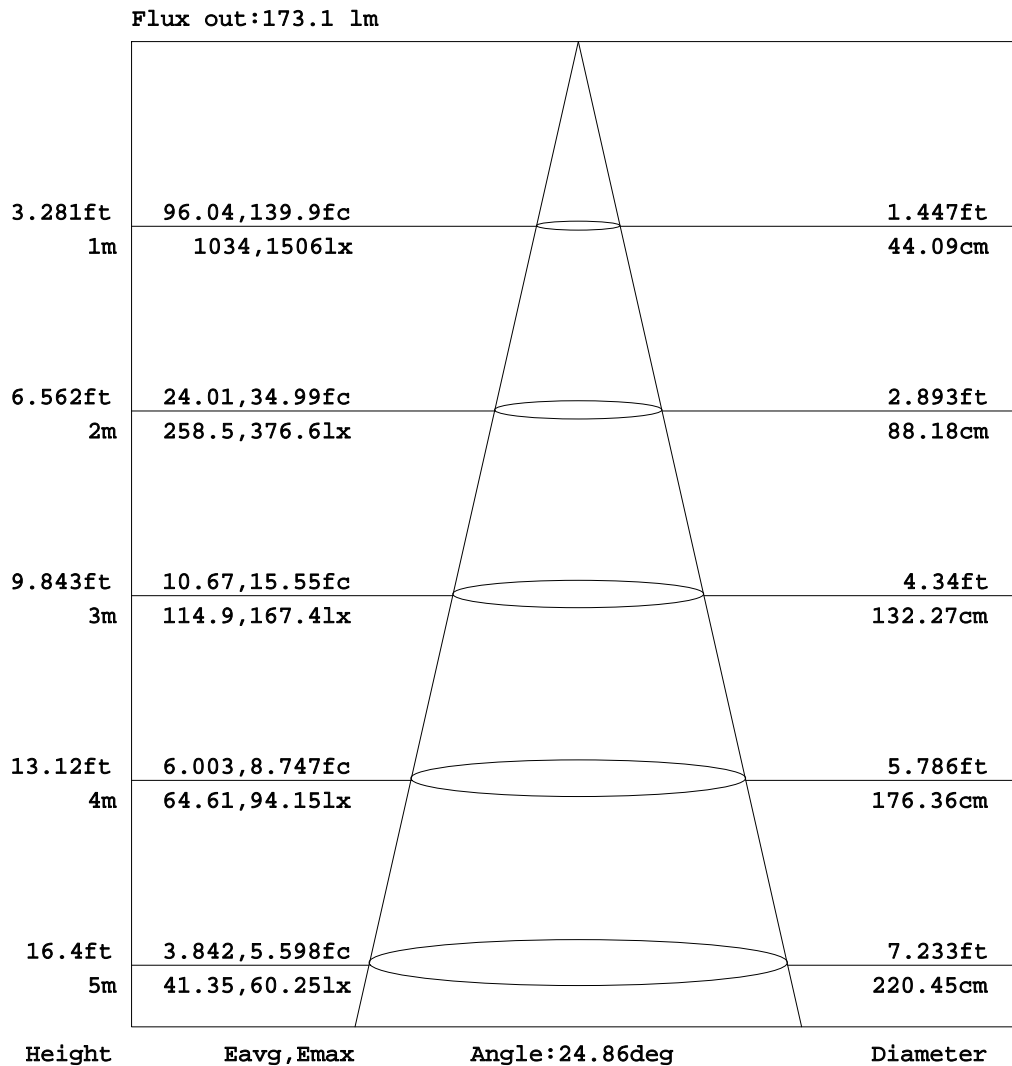 Flux out:173.1 lm
3.281ft 96.04,139.9fc 1.447ft
1m 1034,1506lx 44.09cm
6.562ft 24.01,34.99fc 2.893ft
2m 258.5,376.6lx 88.18cm
9.843ft 10.67,15.55fc 4.34ft
3m 114.9,167.4lx 132.27cm
13.12ft 6.003,8.747fc 5.786ft
4m 64.61,94.15lx 176.36cm
16.4ft 3.842,5.598fc 7.233ft
5m 41.35,60.25lx 220.45cm
Height Eavg,Emax Angle:24.86deg Diameter